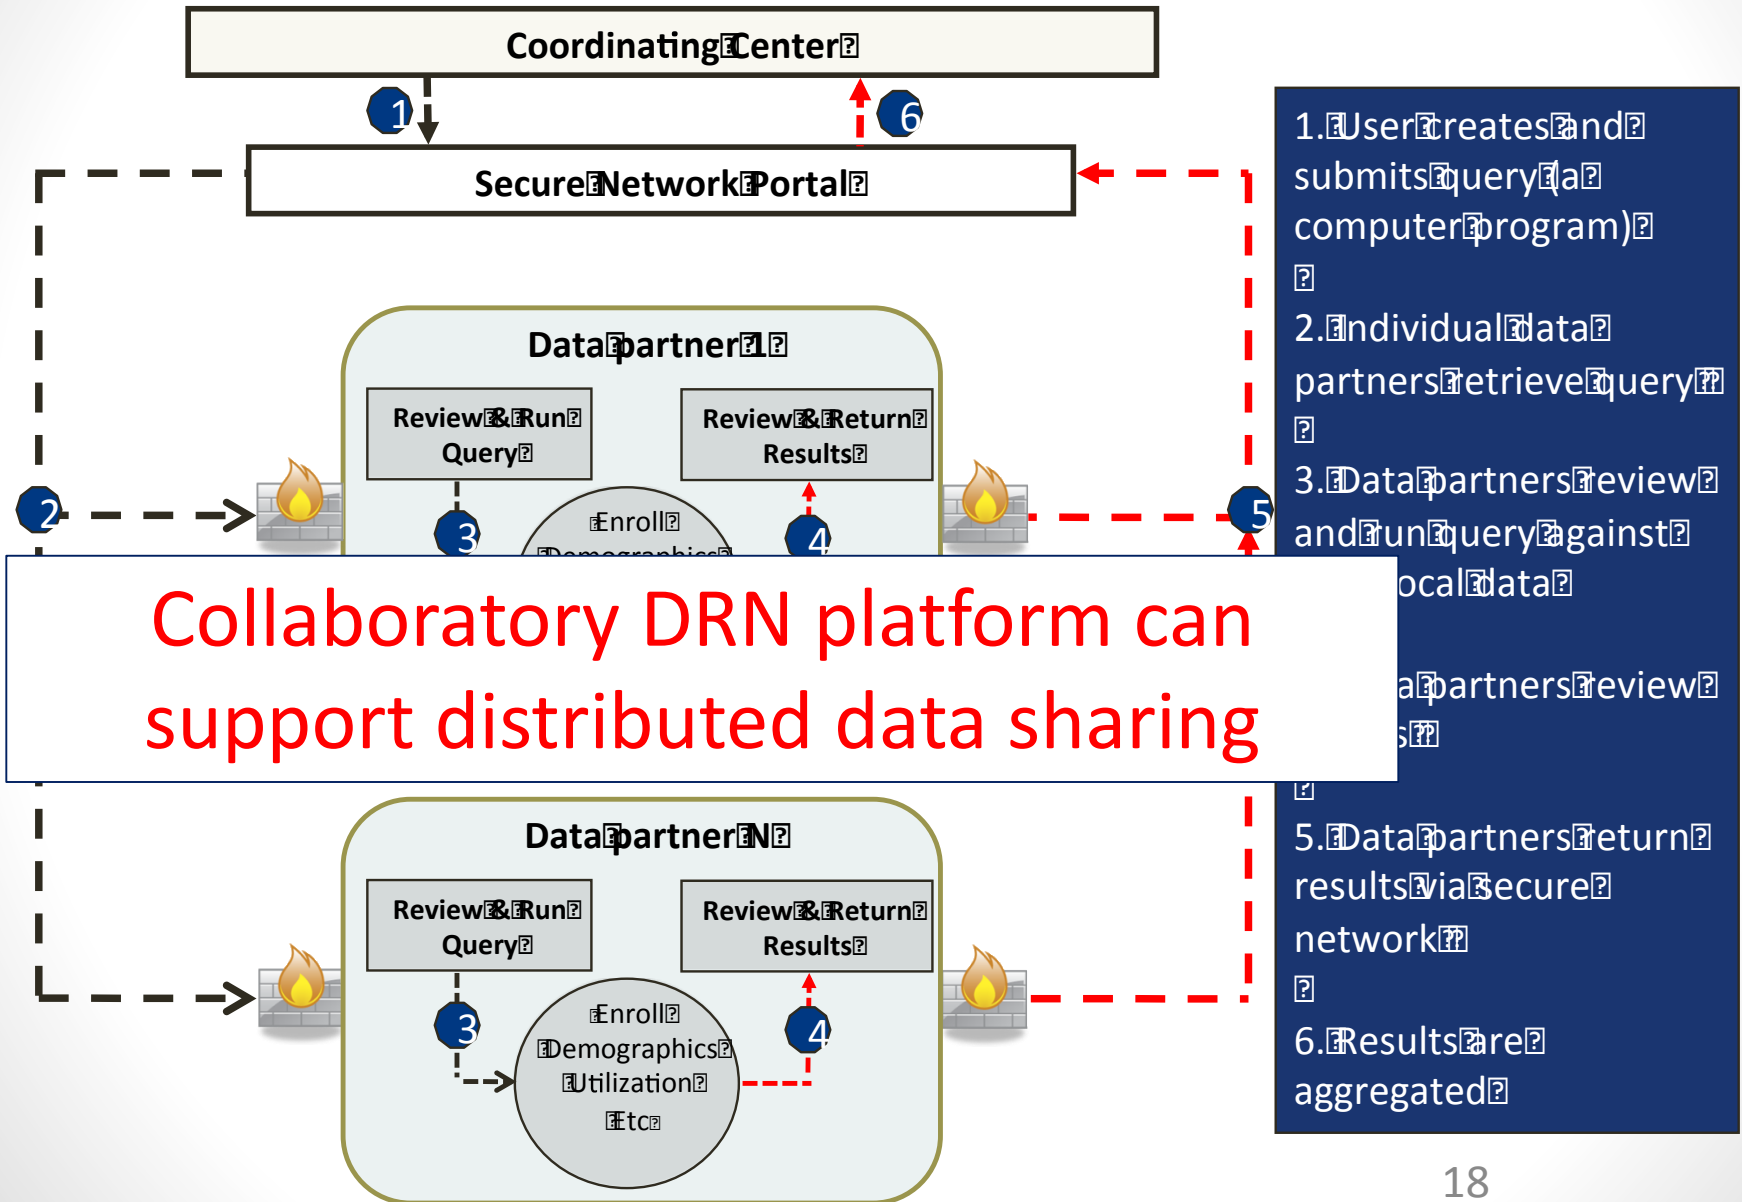 Coordinating Center
1
6
Secure Network Portal
Data partner 1
Review & Run
Query
Review & Return
Results
2
3
Enroll
Demographics
4
5
Collaboratory DRN platform can
support distributed data sharing
Data partner N
Review & Run
Query
Review & Return
Results
3
Enroll
Demographics
Utilization
Etc
4
1. User creates and
submits query (a
computer program)
2. Individual data
partners retrieve query
3. Data partners review
and run query against
ocal data
a partners review
s
5. Data partners return
results via secure
network
6. Results are
aggregated
18